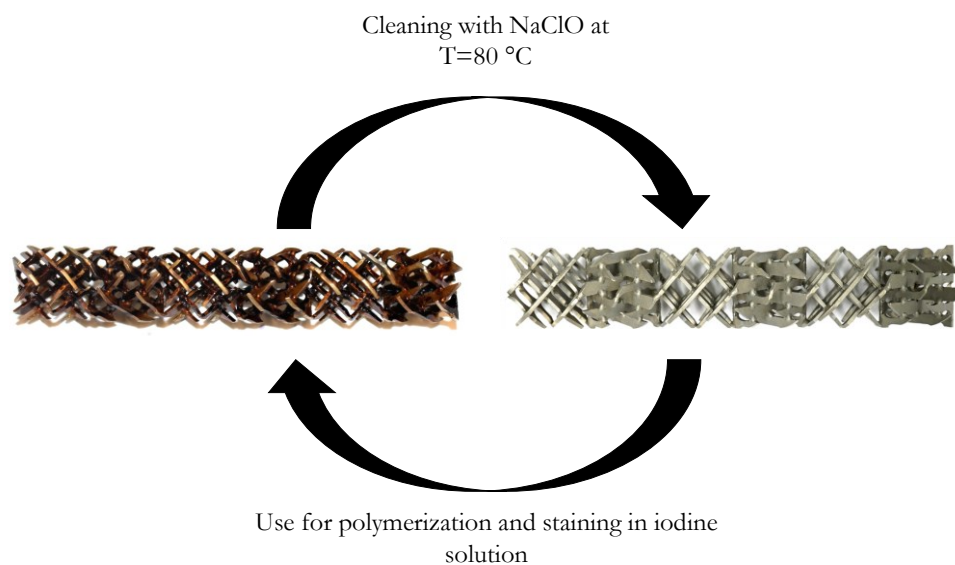 Cleaning with NaClO at
T=80 °C
Use for polymerization and staining in iodine
solution